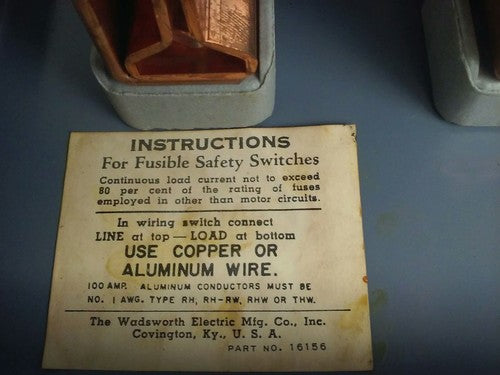 INSTRUCTIONS
For Fusible Safety Switches
Continuous load current not to exceed
80 per cent of the rating of fuses
employed in other than motor circuits.
In wiring switch connect
LINE at top — LOAD at bottom
USE COPPER OR
ALUMINUM WIRE.
100 AMP. ALUMINUM CONDUCTORS MUST BE
NO. 1 AWG. TYPE RH, RH-RW, RHW OR THW.
The Wadsworth Electric Mfg. Co., Inc.
Covington, Ky., U. S. A.
PART NO. 16156